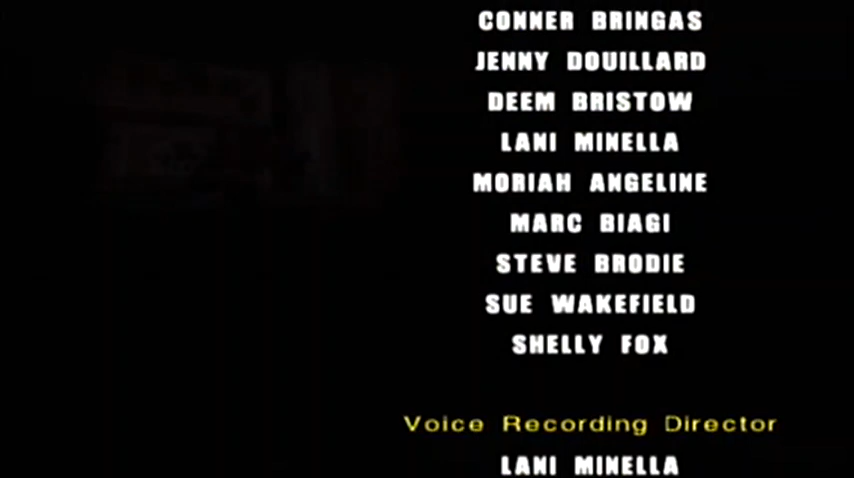 CONNER BRINGAS
JENNY DOUILLARD
DEEM BRISTOW
LANI MINELLA
MORIAH ANGELINE
MARC BIAGI
STEVE BRODIE
SUE WAKEFIELD
SHELLY FOX
Voice Recording Director
LANI MINELLA